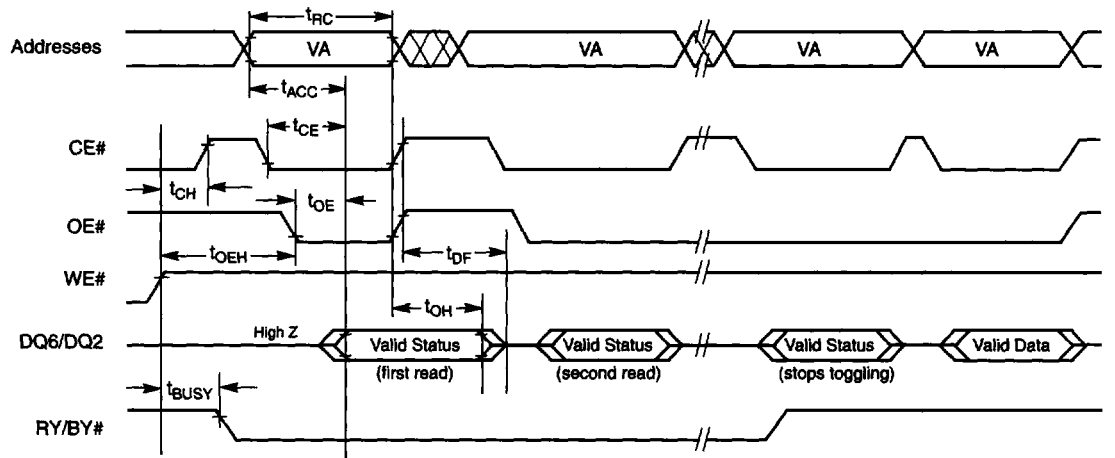 tRC
Addresses VA VA VA VA
tACC
tCE
CE#
tCH
tOE
OE#
tOEH tDF
WE#
tOH
DQ6/DQ2 High Z Valid Status Valid Status Valid Status Valid Data
(first read) (second read) (stops toggling)
tBUSY
RY/BY#